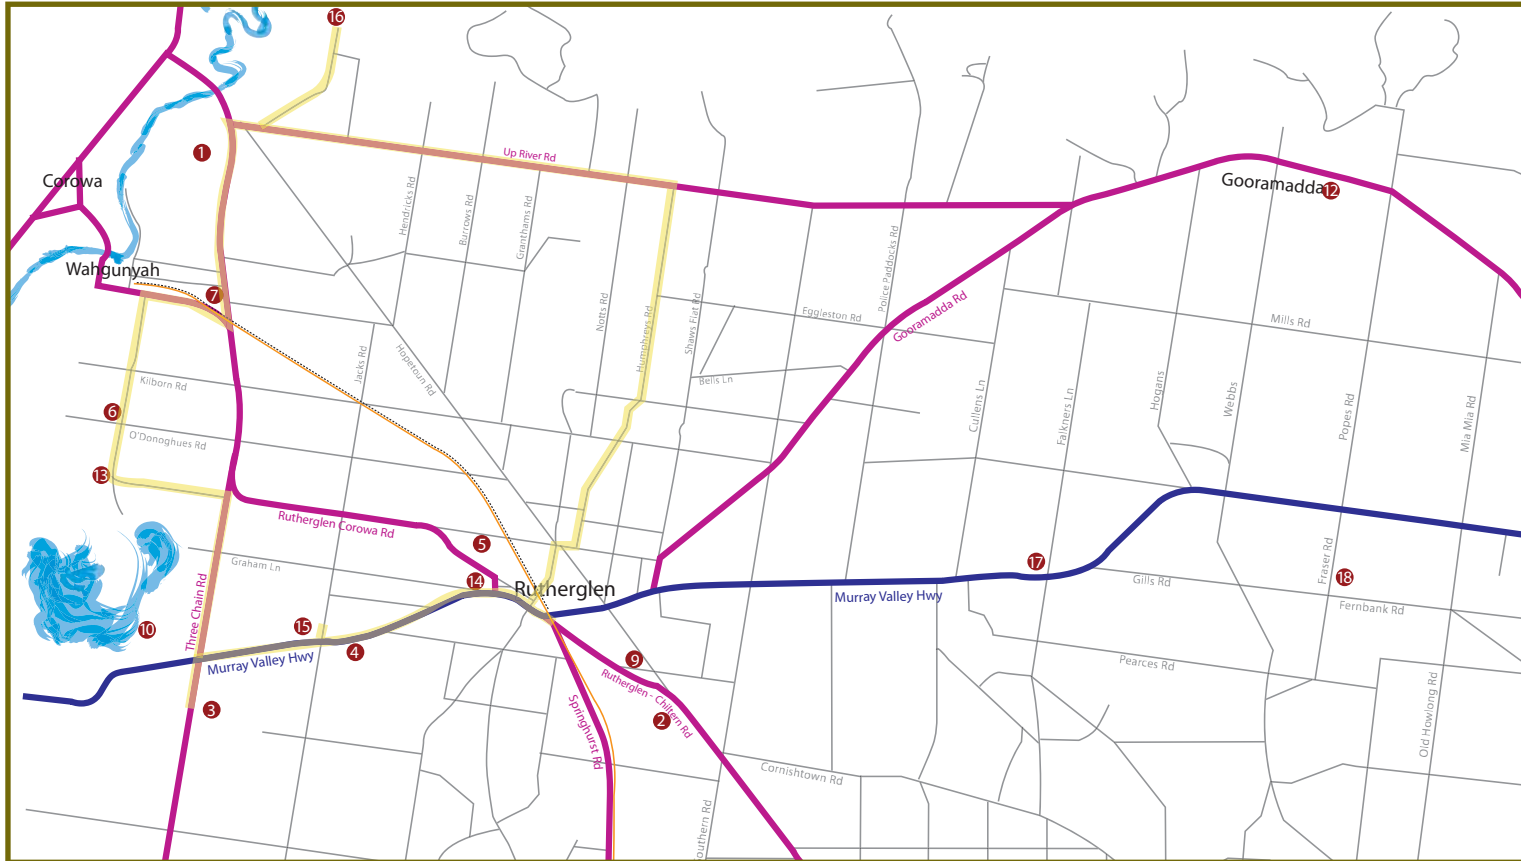 16
1
Up River Rd
Corowa
Gooramadda
12
Hendricks Rd
Burrows Rd
Granthams Rd
Police Paddocks Rd
Wahgunyah
7
Notts Rd
Humphreys Rd
Shaws Flat Rd
Eggleston Rd
Gooramadda Rd
Mills Rd
Jacks Rd
Hopetoun Rd
Kilborn Rd
Bells Ln
Cullens Ln
Falkners Ln
Hogans
Webbs
Popes Rd
Mia Mia Rd
6
O'Donoghues Rd
13
Rutherglen Corowa Rd
5
Graham Ln
14
Rutherglen
17
Gills Rd
Fraser Rd
18
Fernbank Rd
Murray Valley Hwy
Three Chain Rd
10
15
4
Murray Valley Hwy
9
Rutherglen - Chiltern Rd
Pearces Rd
3
2
Springhurst Rd
Old Howlong Rd
Cornishtown Rd
outhern Rd